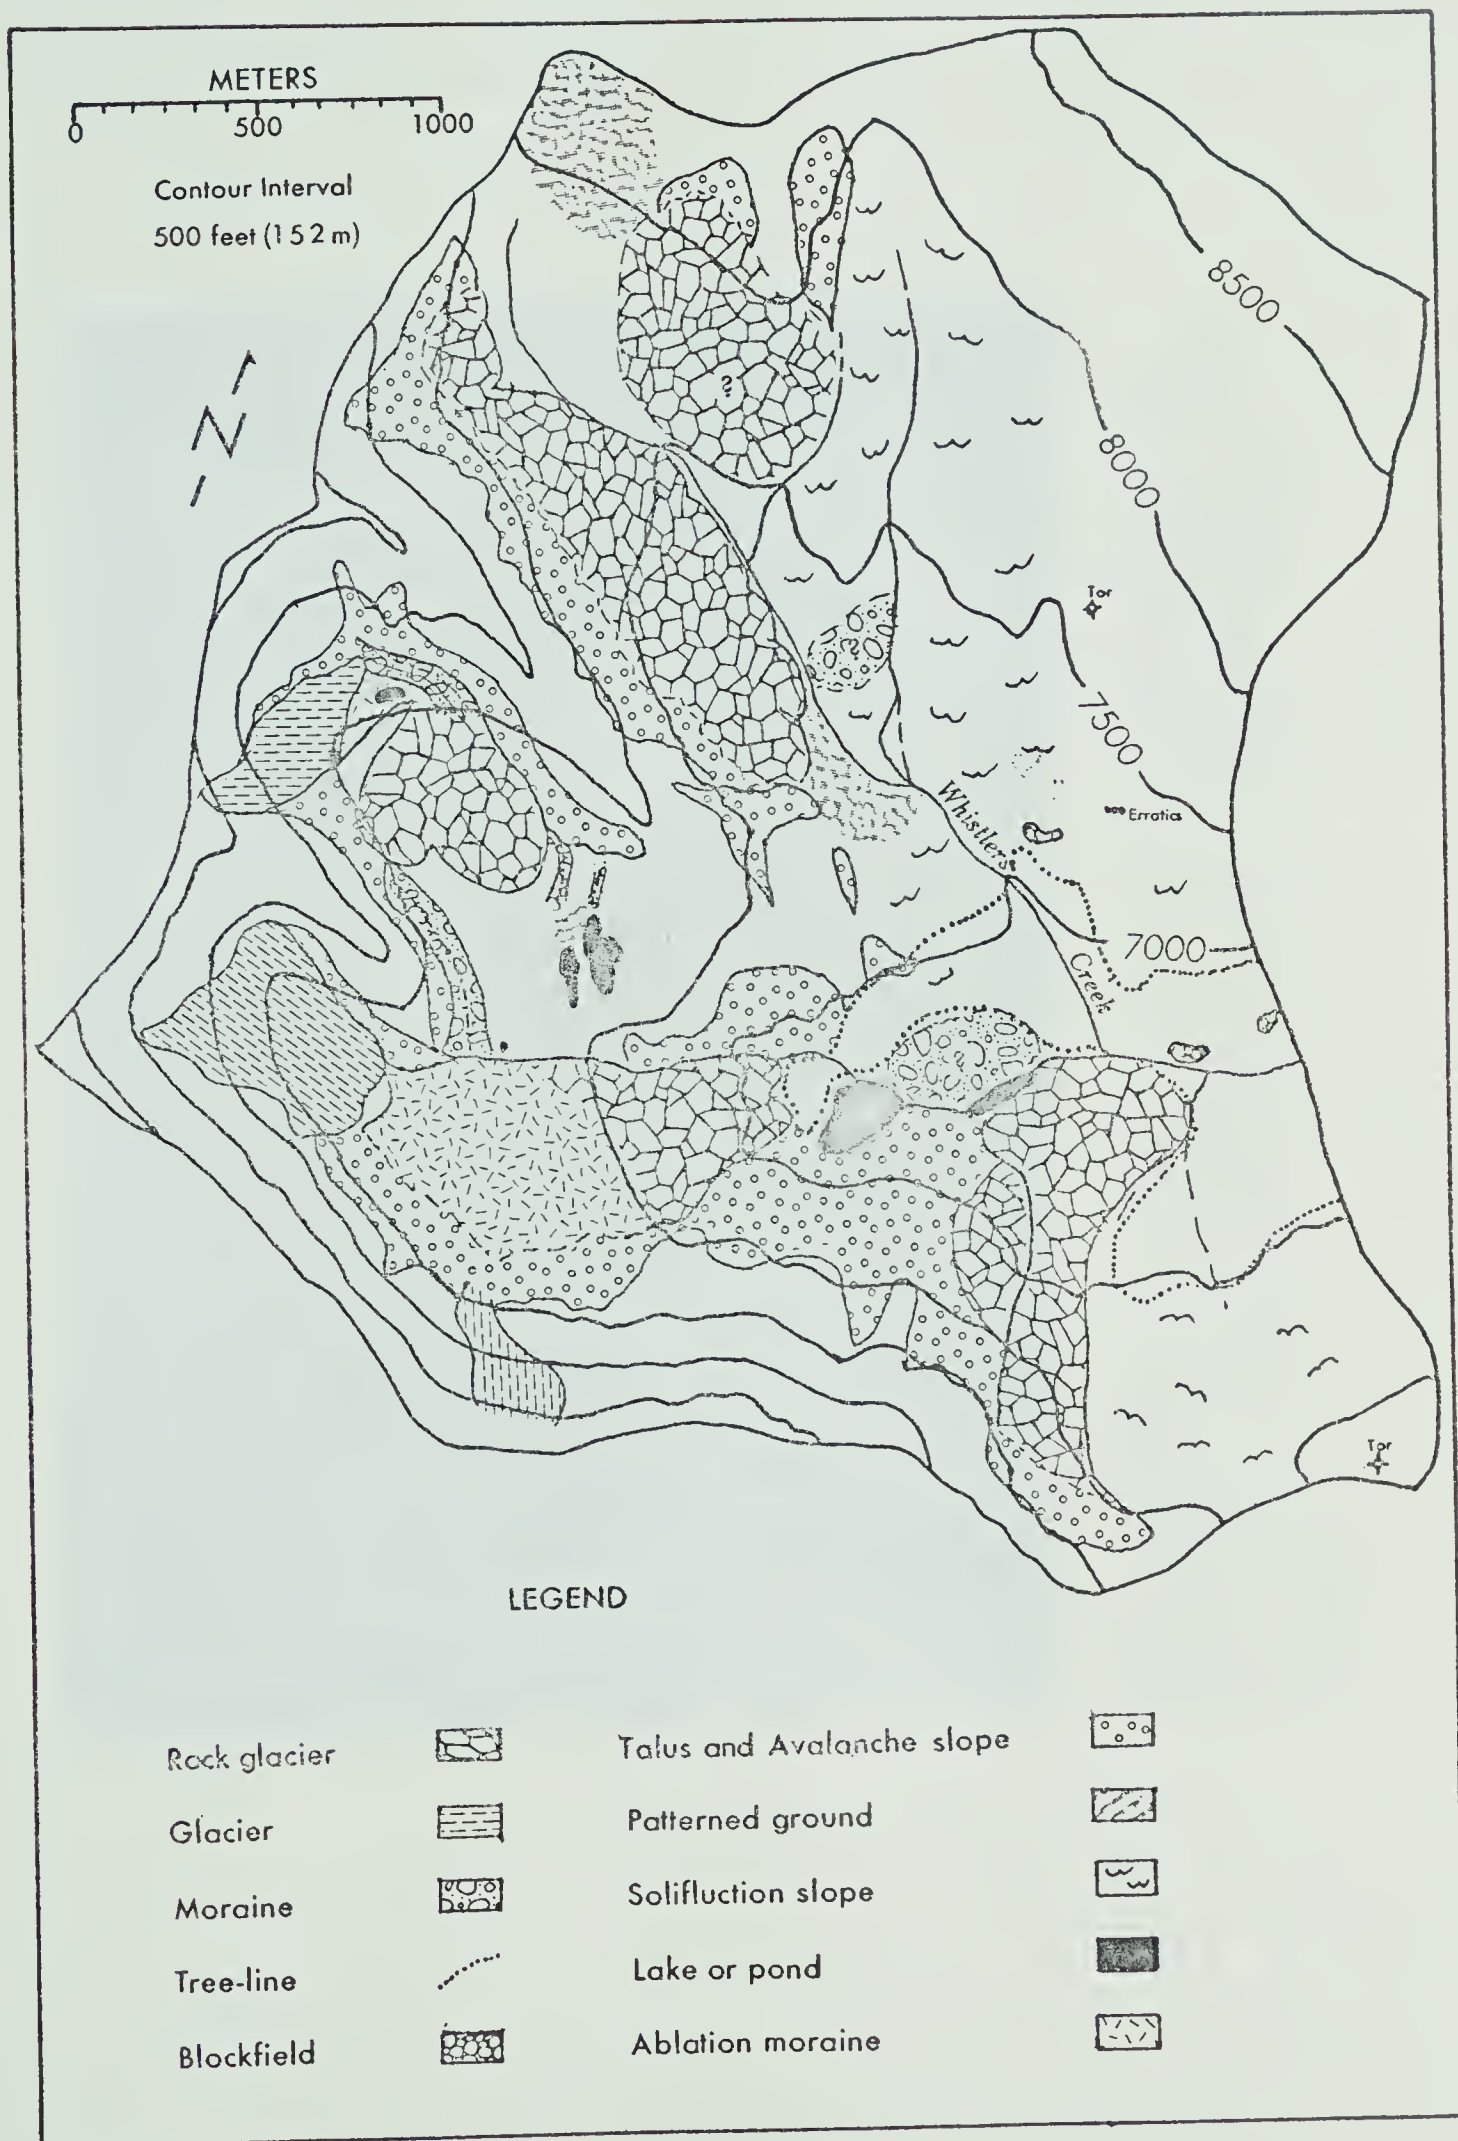 METERS
0 500 1000
Contour Interval
500 feet (152m)
N
8500
8000
?
Tor
7500
?
Whistlers
Erratics
Creek
7000
?
Tor
LEGEND
Rock glacier
Talus and Avalanche slope
Glacier
Patterned ground
Moraine
Solifluction slope
Tree-line
Lake or pond
Blockfield
Ablation moraine